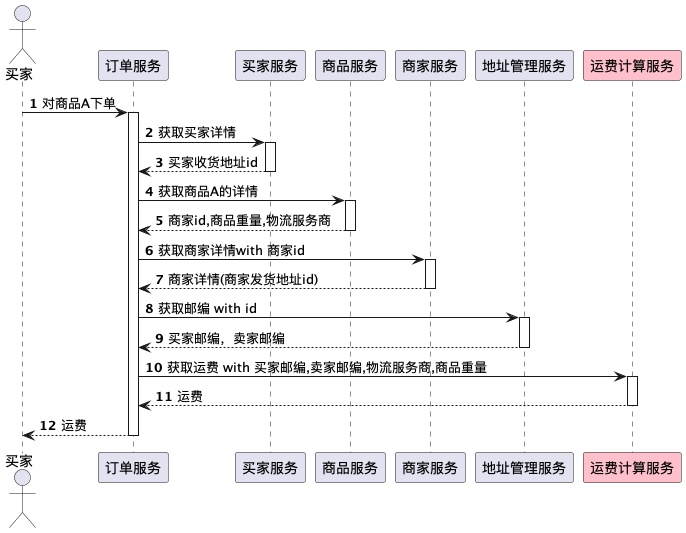 买家
订单服务
买家服务
商品服务
商家服务
地址管理服务
运费计算服务
1 对商品A下单
2 获取买家详情
3 买家收货地址id
4 获取商品A的详情
5 商家id,商品重量,物流服务商
6 获取商家详情with 商家id
7 商家详情(商家发货地址id)
8 获取邮编 with id
9 买家邮编，卖家邮编
10 获取运费 with 买家邮编,卖家邮编,物流服务商,商品重量
11 运费
12 运费
买家
订单服务
买家服务
商品服务
商家服务
地址管理服务
运费计算服务